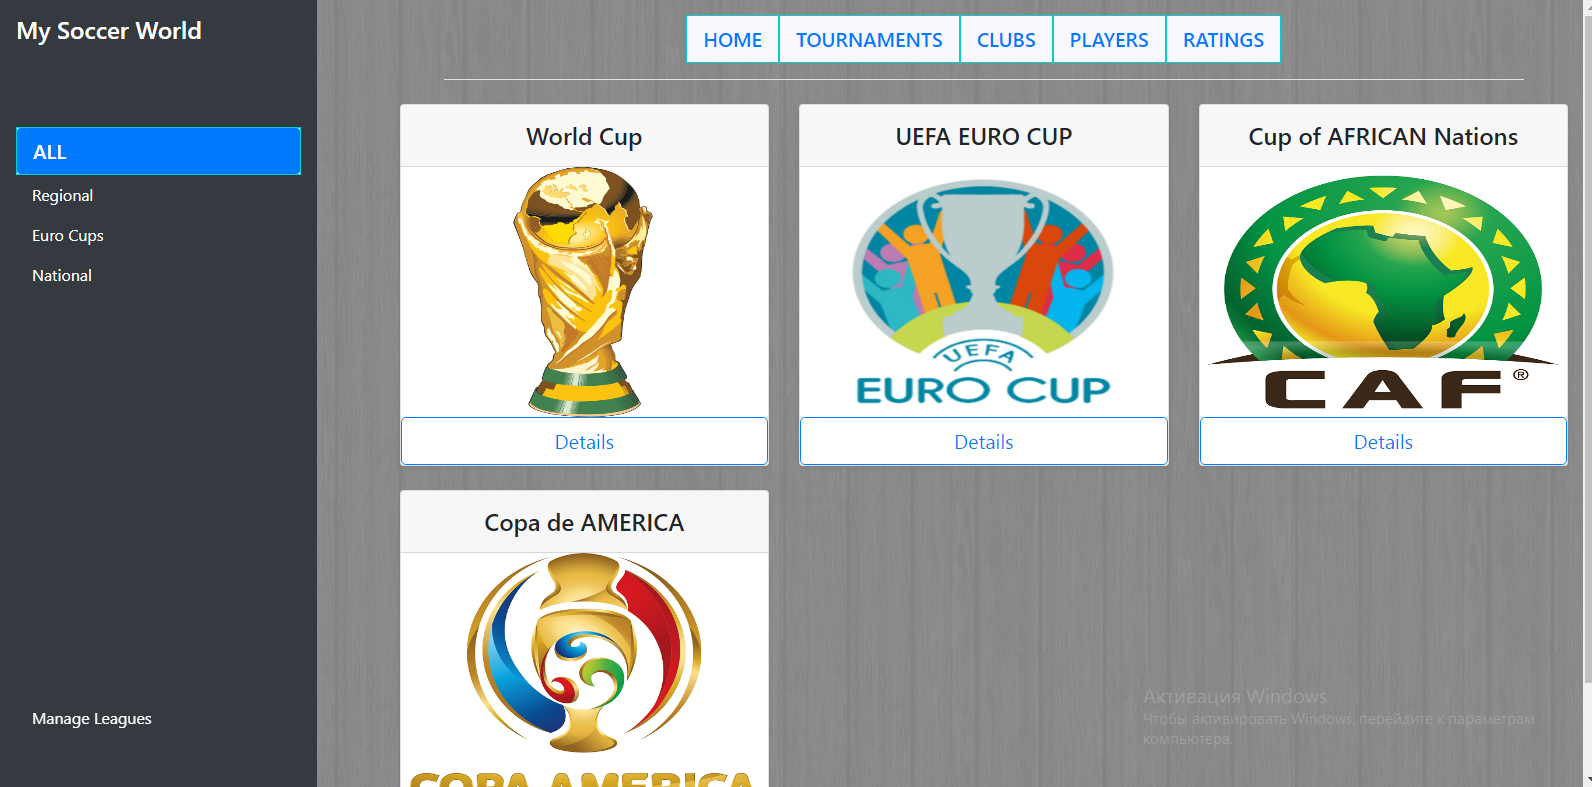 My Soccer World
HOME
TOURNAMENTS
CLUBS
PLAYERS
RATINGS
ALL
Regional
Euro Cups
National
Manage Leagues
World Cup
Details
UEFA EURO CUP
UEFA
EURO CUP
Details
Cup of AFRICAN Nations
CAF®
Details
Copa de AMERICA
COPA AMERICA
Активация Windows
Чтобы активировать Windows, перейдите к параметрам
компьютера.